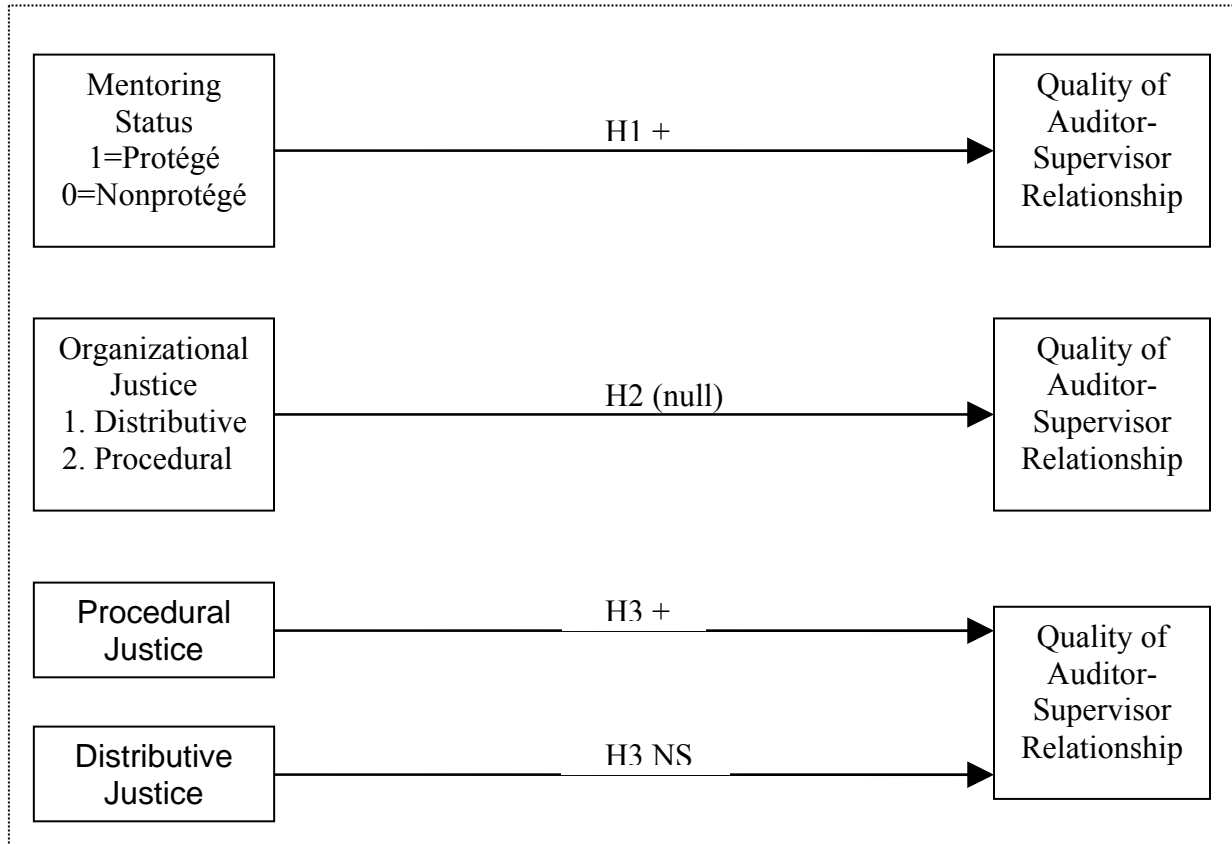 Mentoring
Status
1=Protégé
0=Nonprotégé
H1 +
Quality of
Auditor-
Supervisor
Relationship
Organizational
Justice
1. Distributive
2. Procedural
H2 (null)
Quality of
Auditor-
Supervisor
Relationship
Procedural
Justice
H3 +
Distributive
Justice
H3 NS
Quality of
Auditor-
Supervisor
Relationship